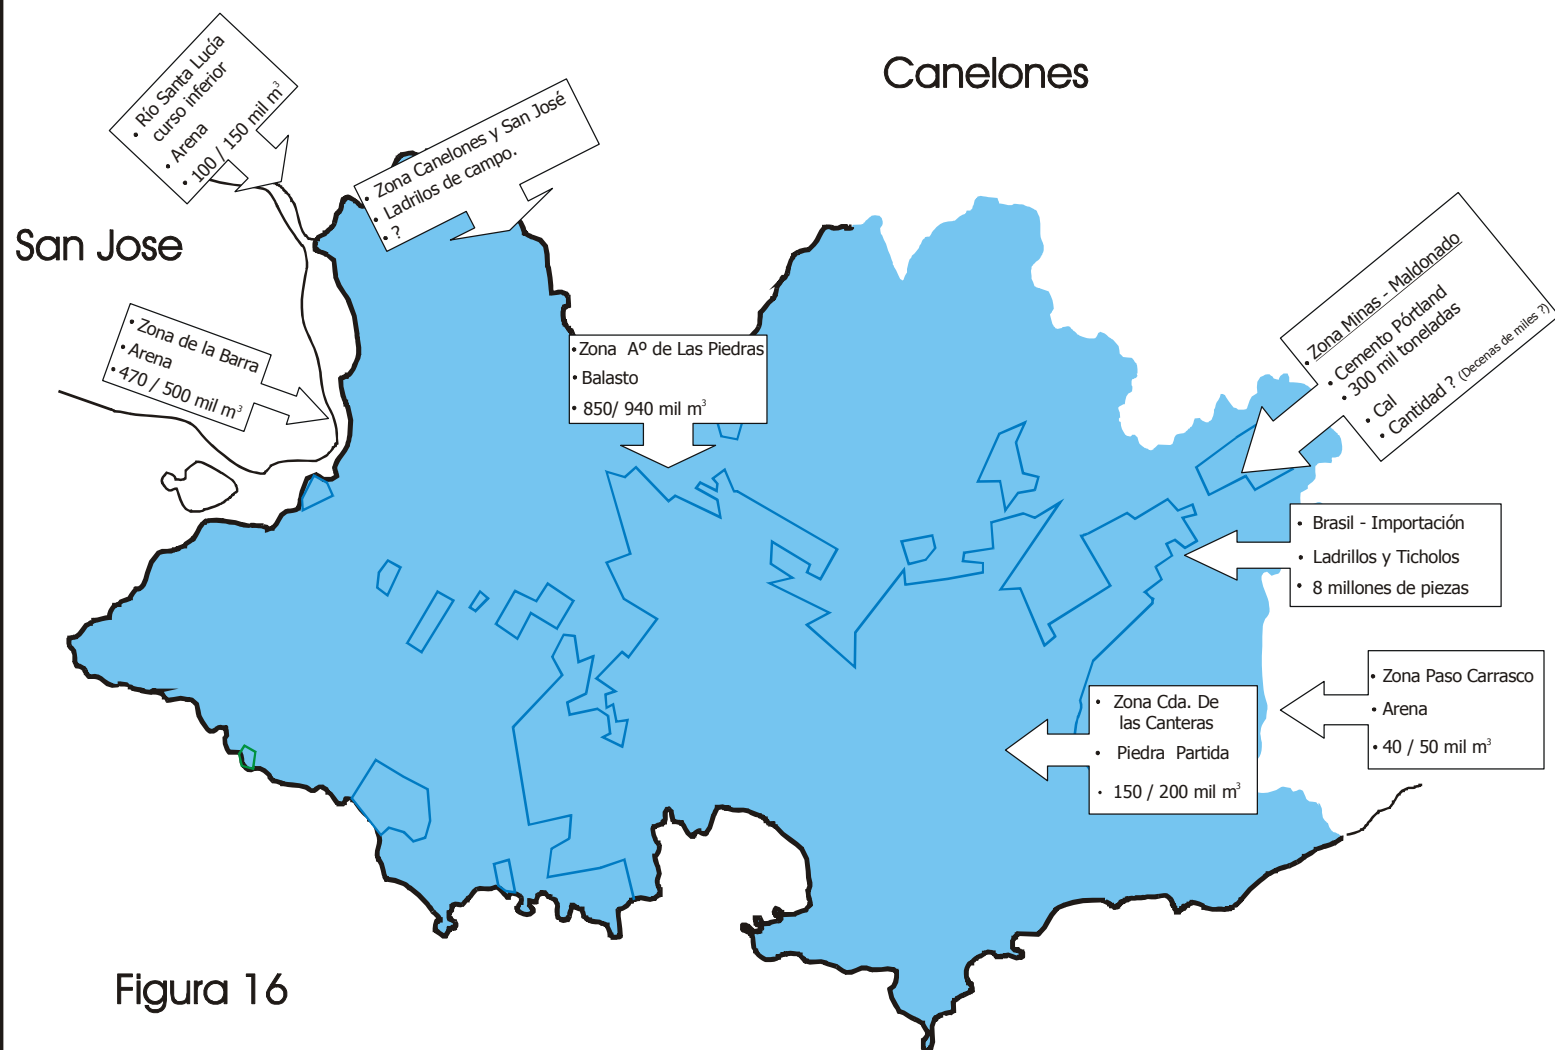 Canelones
San Jose
• Río Santa Lucía
curso inferior
• Arena
• 100 / 150 mil m³
• Zona Canelones y San José
• Ladrilos de campo.
• ?
• Zona de la Barra
• Arena
• 470 / 500 mil m³
• Zona Aº de Las Piedras
• Balasto
• 850/ 940 mil m³
• Zona Minas - Maldonado
• Cemento Pórtland
• 300 mil toneladas
• Cal
• Cantidad ? (Decenas de miles ?)
• Brasil - Importación
• Ladrillos y Ticholos
• 8 millones de piezas
• Zona Paso Carrasco
• Arena
• 40 / 50 mil m³
• Zona Cda. De
las Canteras
• Piedra Partida
• 150 / 200 mil m³
Figura 16